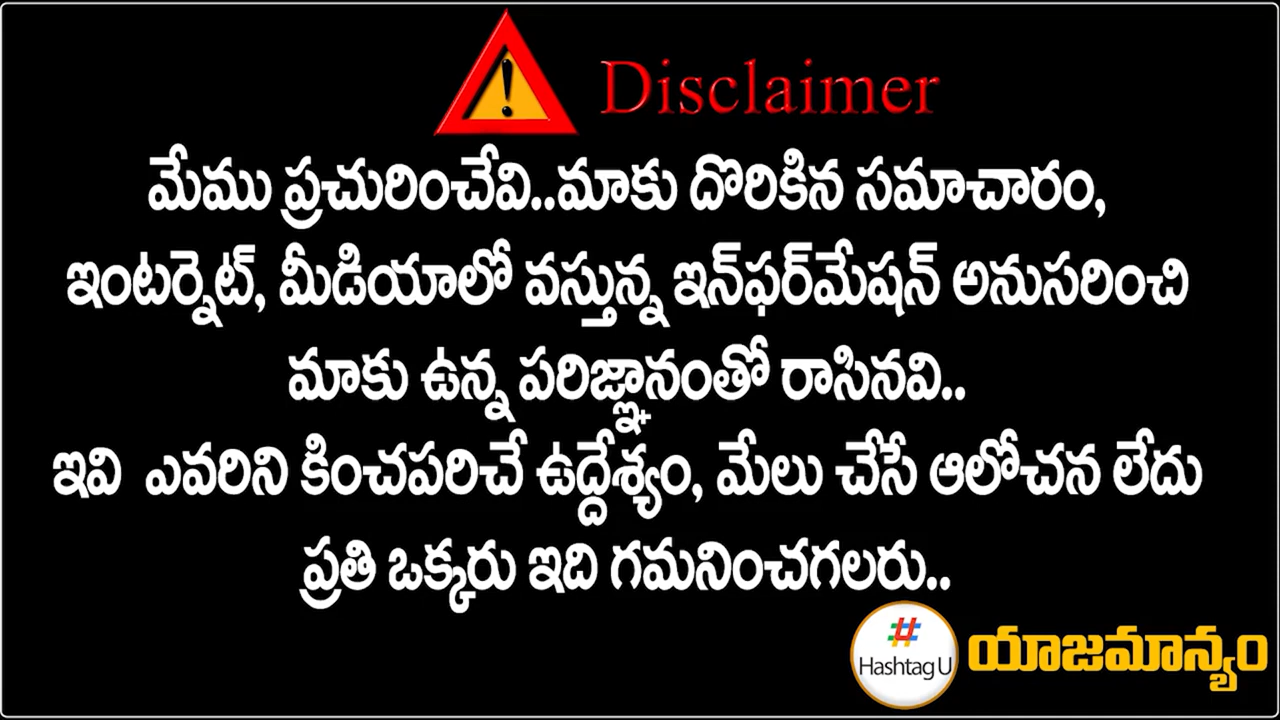 Disclaimer
మేము ప్రచురించేవి..మాకు దొరికిన సమాచారం,
ఇంటర్నెట్, మీడియాలో వస్తున్న ఇన్‌ఫర్‌మేషన్ అనుసరించి
మాకు ఉన్న పరిజ్ఞానంతో రాసినవి..
ఇవి ఎవరిని కించపరిచే ఉద్దేశ్యం, మేలు చేసే ఆలోచన లేదు
ప్రతి ఒక్కరు ఇది గమనించగలరు..
#
Hashtag U
యాజమాన్యం